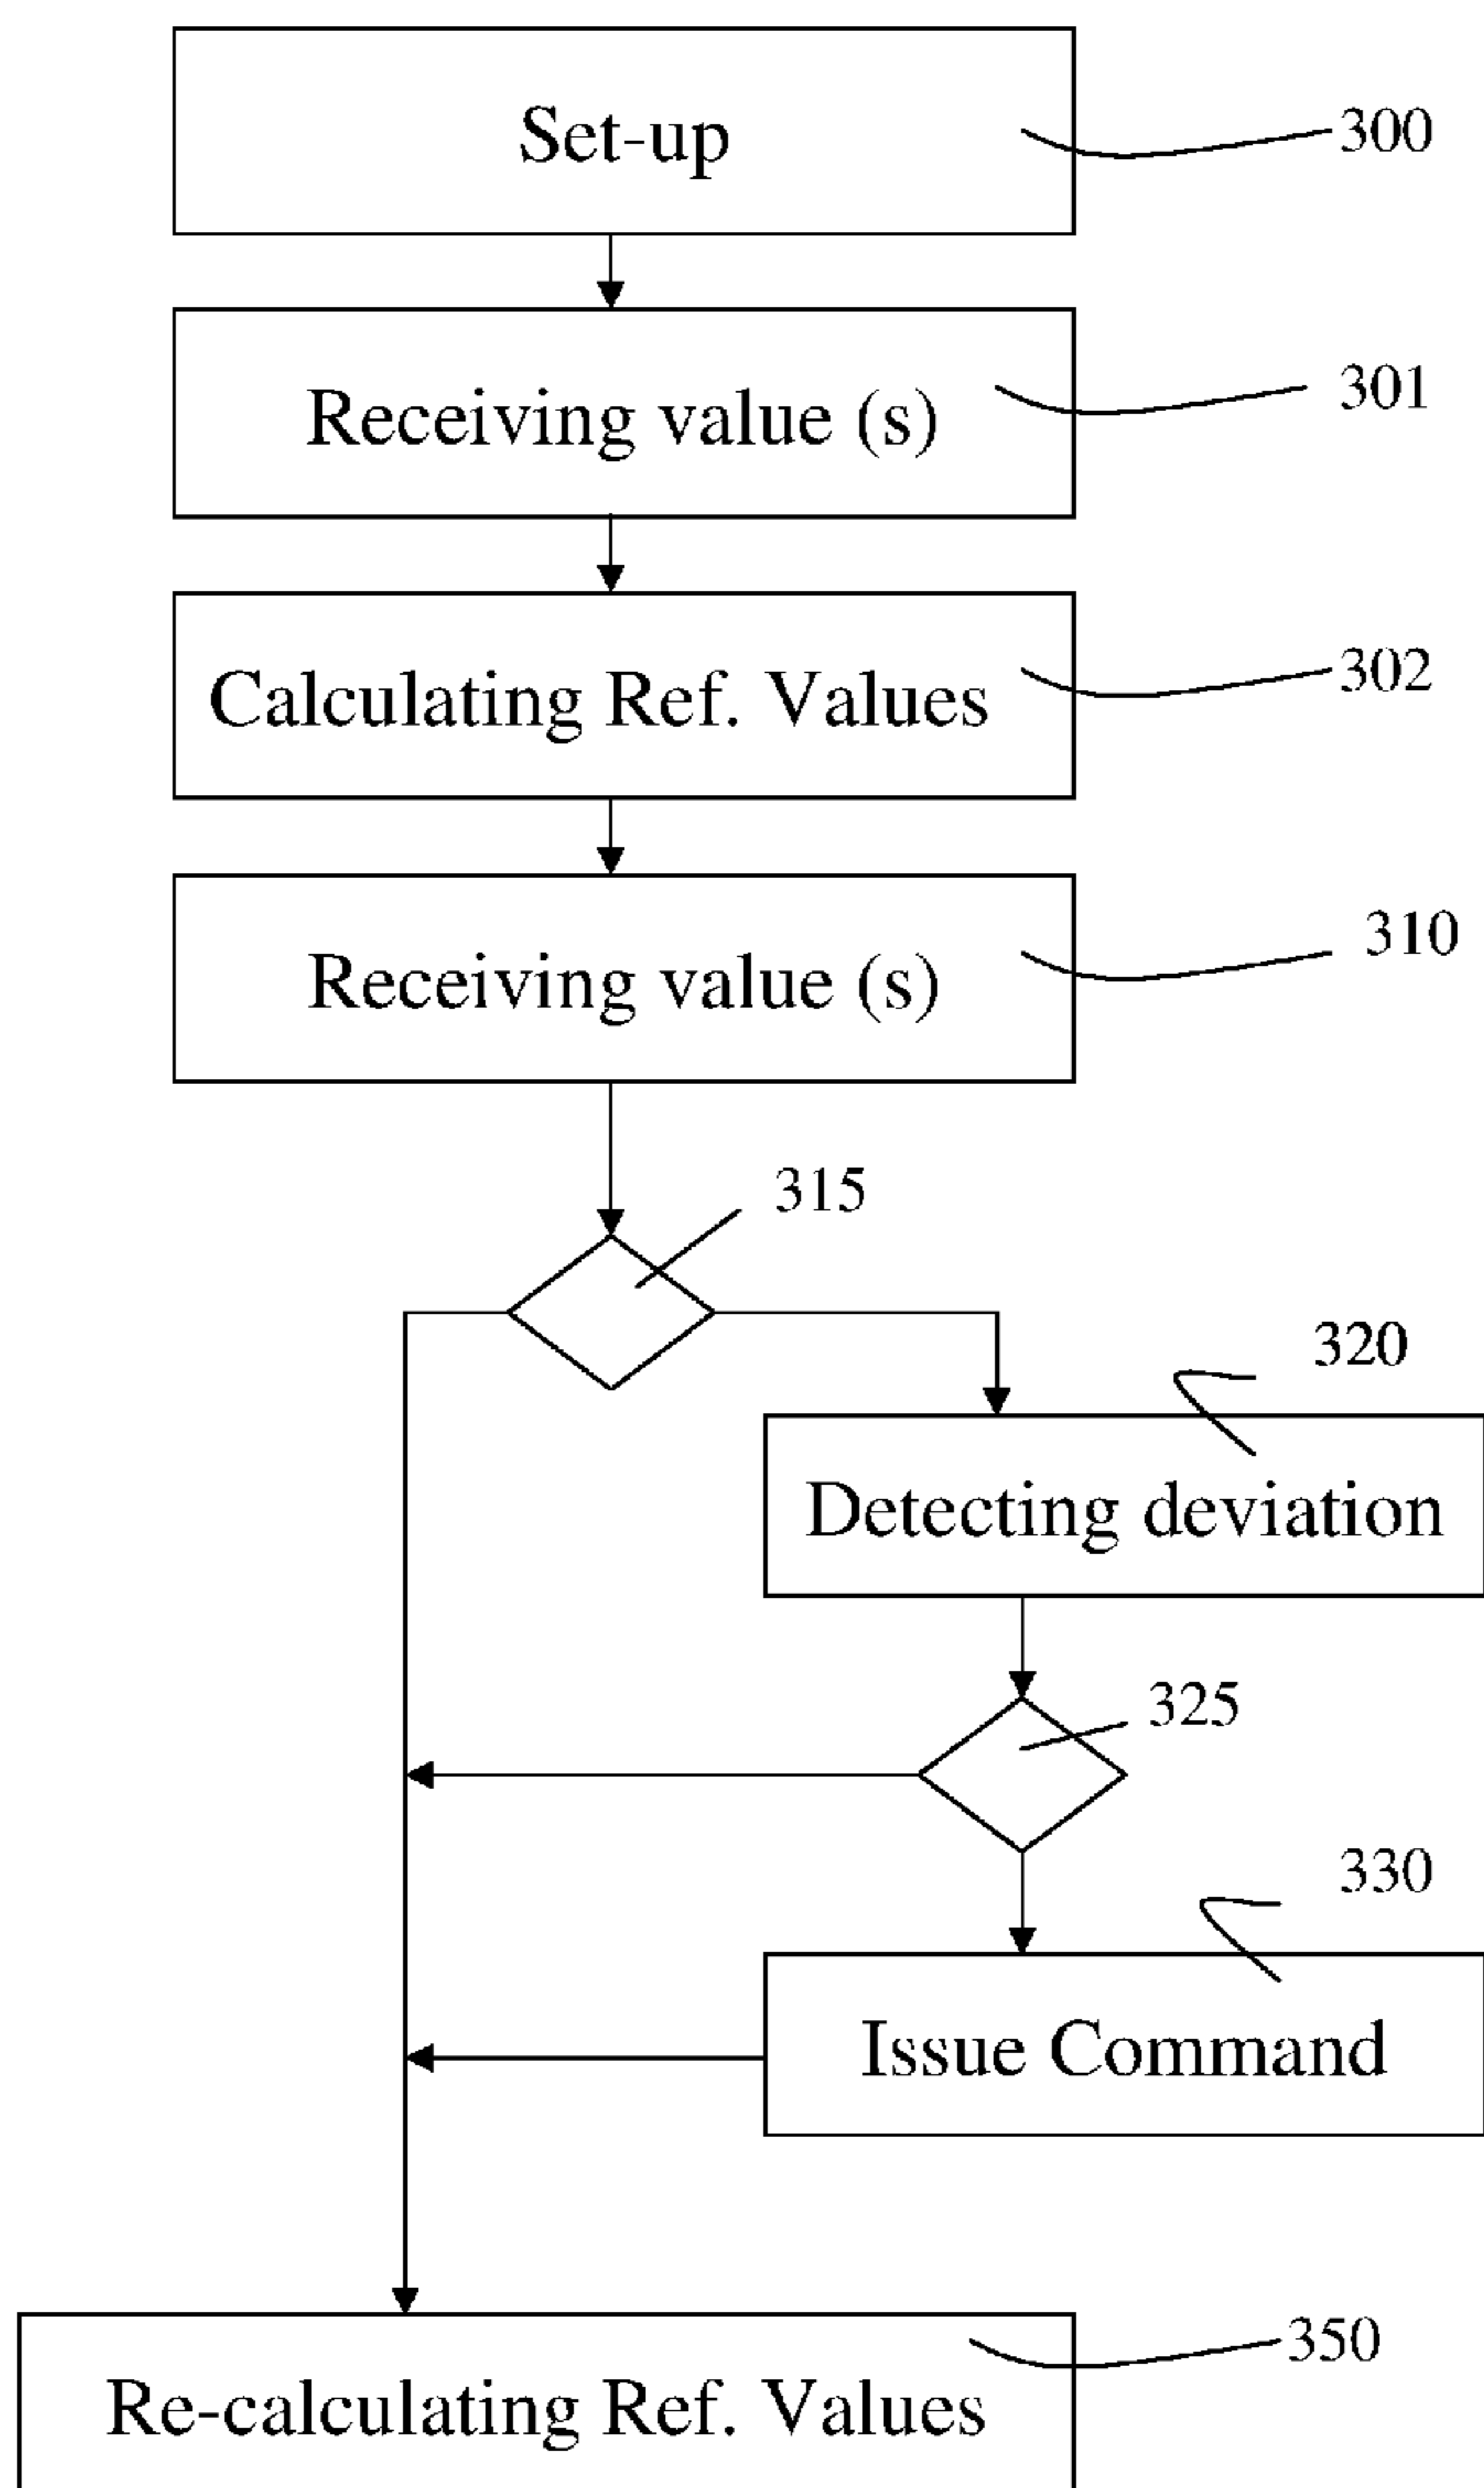 Set-up
300
Receiving value (s)
301
Calculating Ref. Values
302
Receiving value (s)
310
315
320
Detecting deviation
325
330
Issue Command
350
Re-calculating Ref. Values